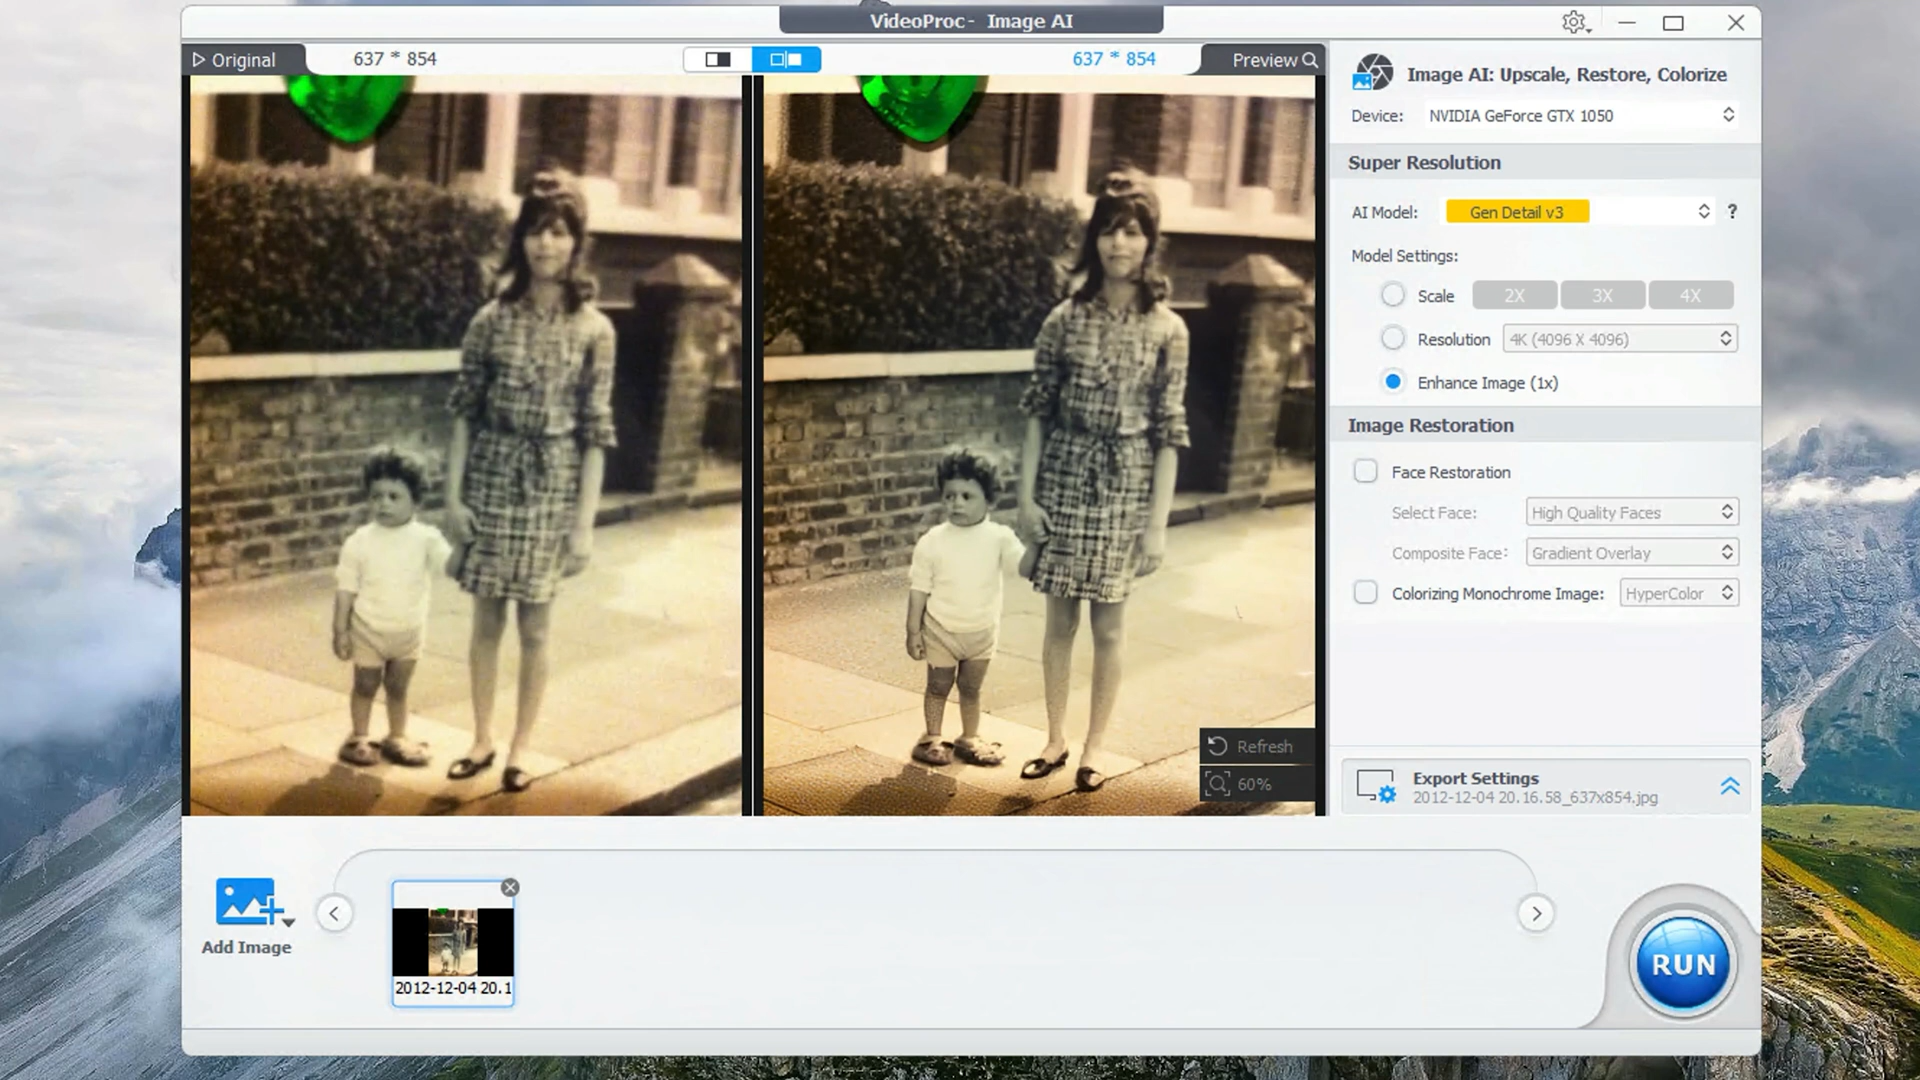 VideoProc - Image AI
Original
637 * 854
637 * 854
Preview
Image AI: Upscale, Restore, Colorize
Device: NVIDIA GeForce GTX 1050
Super Resolution
AI Model: Gen Detail v3 ?
Model Settings:
Scale 2X 3X 4X
Resolution 4K (4096 X 4096)
Enhance Image (1x)
Image Restoration
Face Restoration
Select Face: High Quality Faces
Composite Face: Gradient Overlay
Colorizing Monochrome Image: HyperColor
Refresh
60%
Export Settings
2012-12-04 20.16.58_637x854.jpg
Add Image
2012-12-04 20.1
RUN